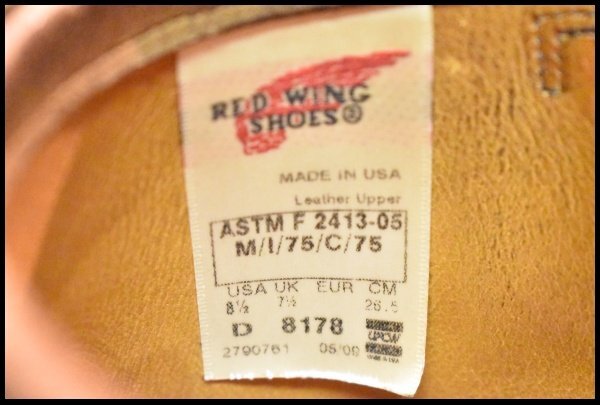 RED WING
SHOES®
MADE IN USA
Leather Upper
ASTM F 2413-05
M/I/75/C/75
USA UK EUR CM
8½ 7½ 26.5
D 8178
2790761 05/09